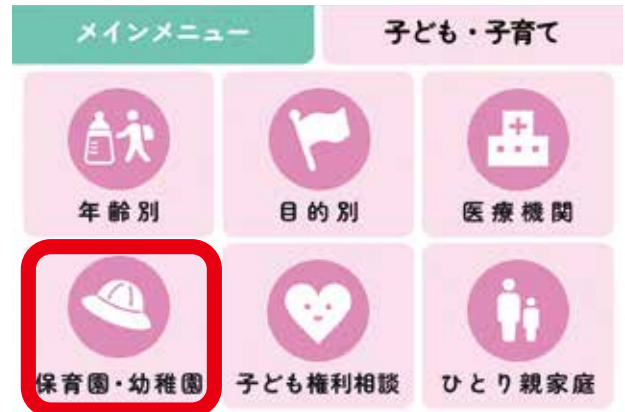 メインメニュー 子ども・子育て
年齢別 目的別 医療機関
保育園・幼稚園 子ども権利相談 ひとり親家庭